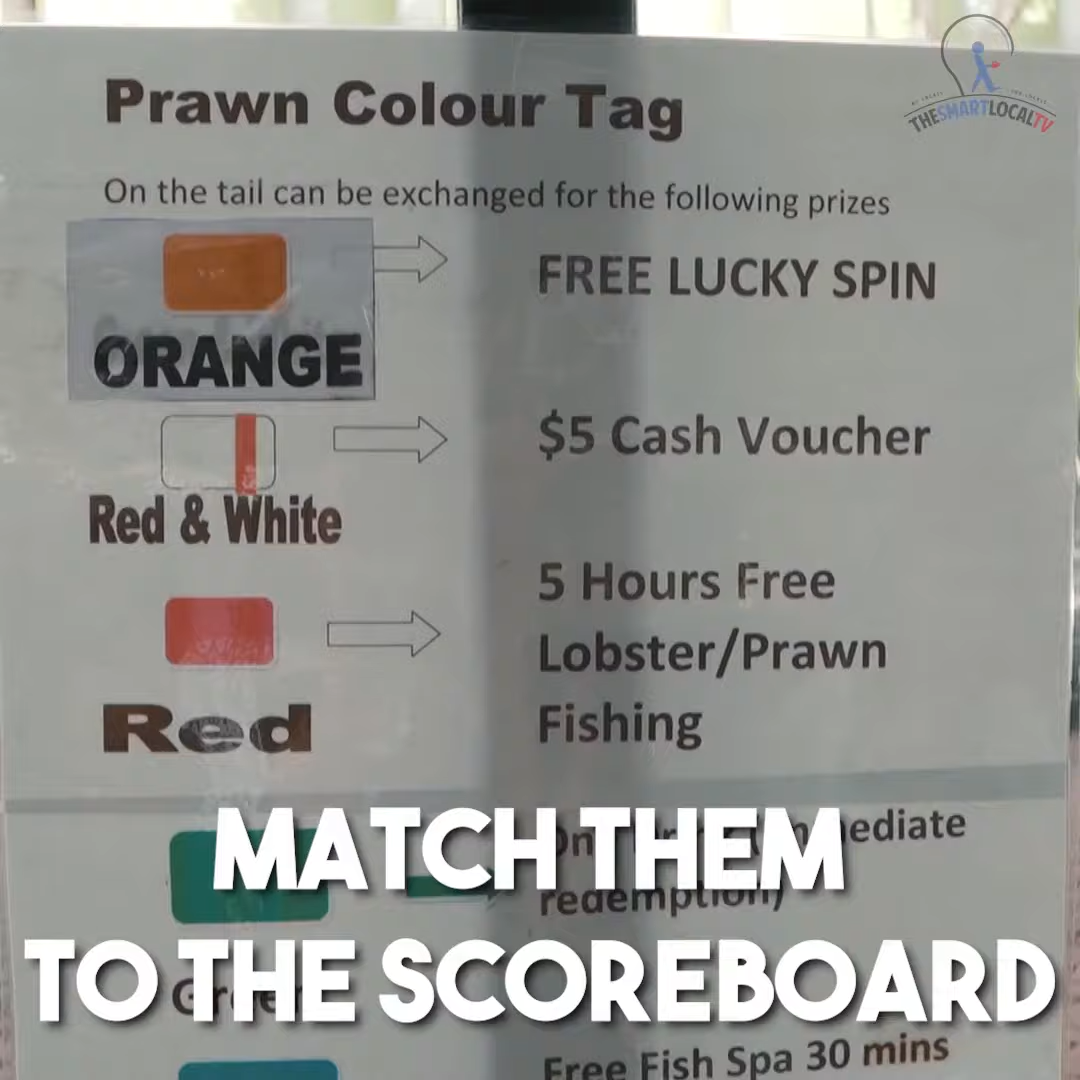 THESMARTLOCALTV
Prawn Colour Tag
On the tail can be exchanged for the following prizes
FREE LUCKY SPIN
ORANGE
$5 Cash Voucher
Red & White
5 Hours Free
Lobster/Prawn
Fishing
Red
redemption)
MATCH THEM
TO THE SCOREBOARD
Green
Free Fish Spa 30 mins